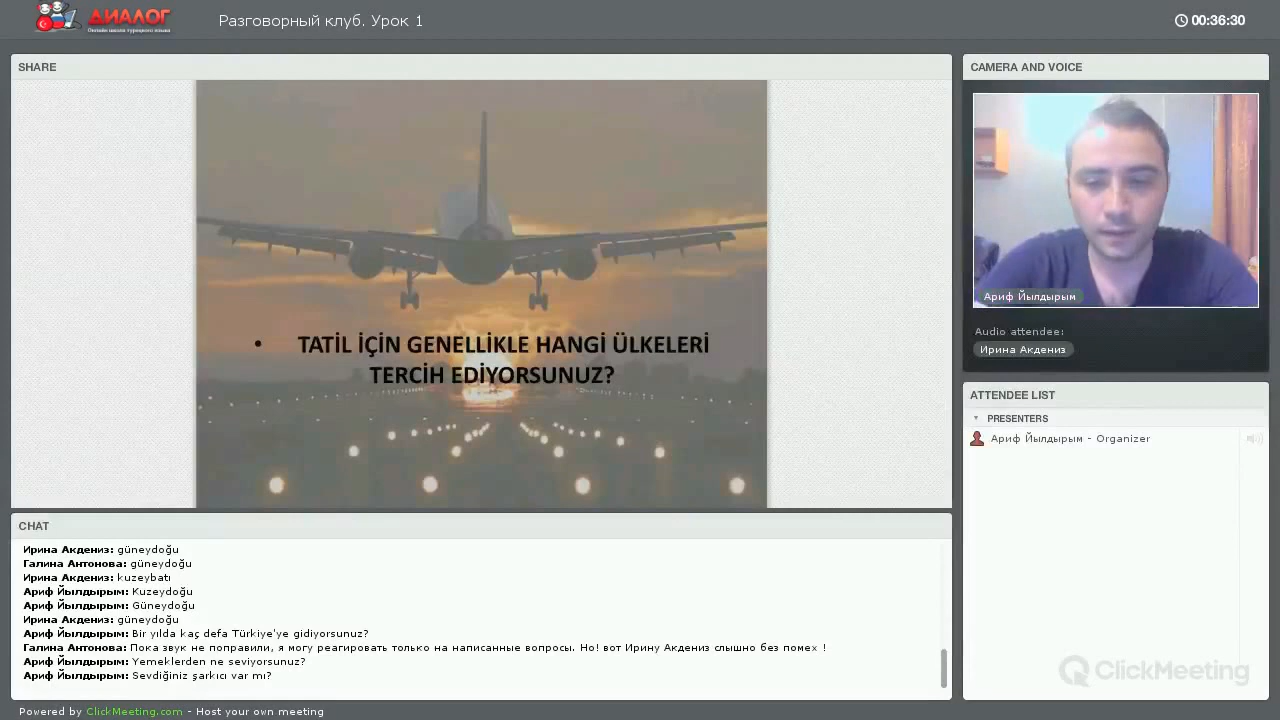 ДИАЛОГ
Онлайн школа турецкого языка
Разговорный клуб. Урок 1
00:36:30
SHARE
• TATİL İÇİN GENELLİKLE HANGİ ÜLKELERİ
TERCİH EDİYORSUNUZ?
CAMERA AND VOICE
Ариф Йылдырым
Audio attendee:
Ирина Акдениз
ATTENDEE LIST
PRESENTERS
Ариф Йылдырым - Organizer
CHAT
Ирина Акдениз: güneydoğu
Галина Антонова: güneydoğu
Ирина Акдениз: kuzeybatı
Ариф Йылдырым: Kuzeydoğu
Ариф Йылдырым: Güneydoğu
Ирина Акдениз: güneydoğu
Ариф Йылдырым: Bir yılda kaç defa Türkiye'ye gidiyorsunuz?
Галина Антонова: Пока звук не поправили, я могу реагировать только на написанные вопросы. Но! вот Ирину Акдениз слышно без помех !
Ариф Йылдырым: Yemeklerden ne seviyorsunuz?
Ариф Йылдырым: Sevdiğiniz şarkıcı var mı?
ClickMeeting
Powered by ClickMeeting.com - Host your own meeting